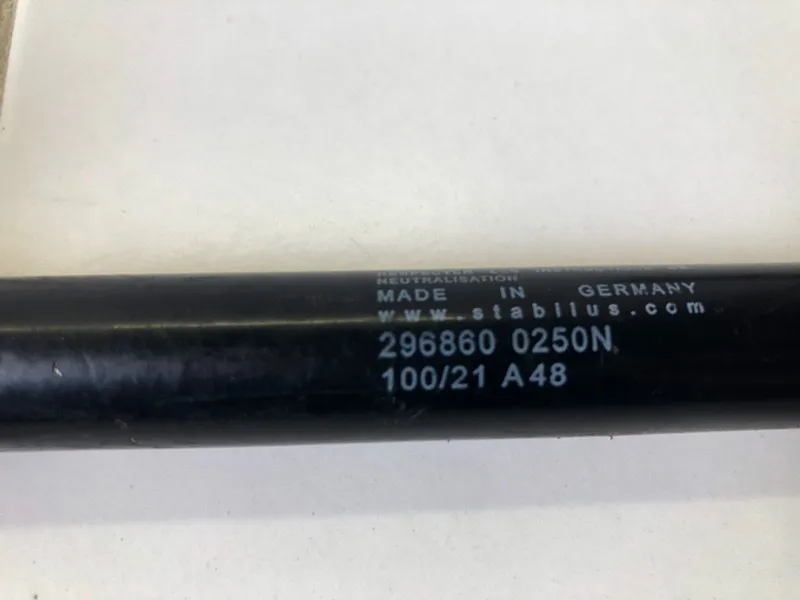 NEUTRALISATION
MADE IN GERMANY
www.stabilus.com
296860 0250N
100/21 A48